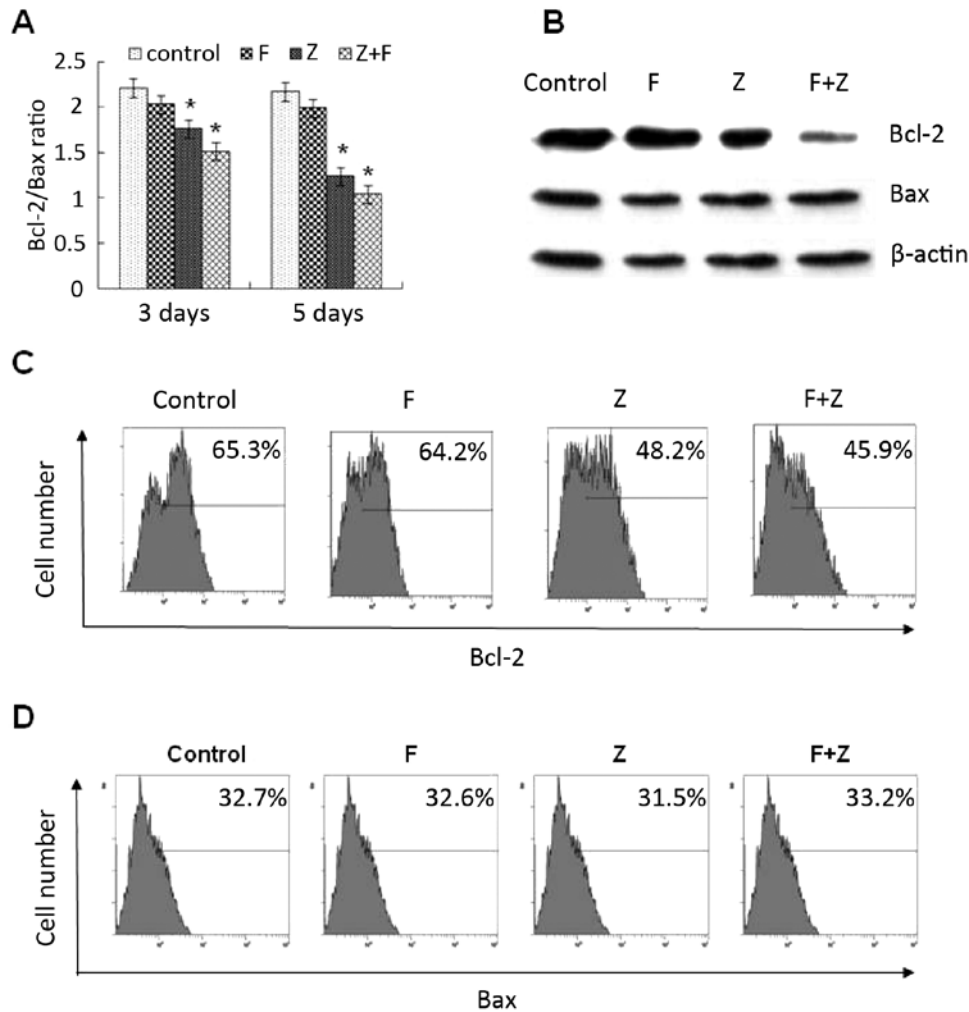 A
control F Z Z+F
2.5
2
1.5
1
0.5
0
Bcl-2/Bax ratio
* *
* *
3 days 5 days
B
Control F Z F+Z
Bcl-2
Bax
β-actin
C
Control F Z F+Z
65.3% 64.2% 48.2% 45.9%
Cell number
Bcl-2
D
Control F Z F+Z
32.7% 32.6% 31.5% 33.2%
Cell number
Bax